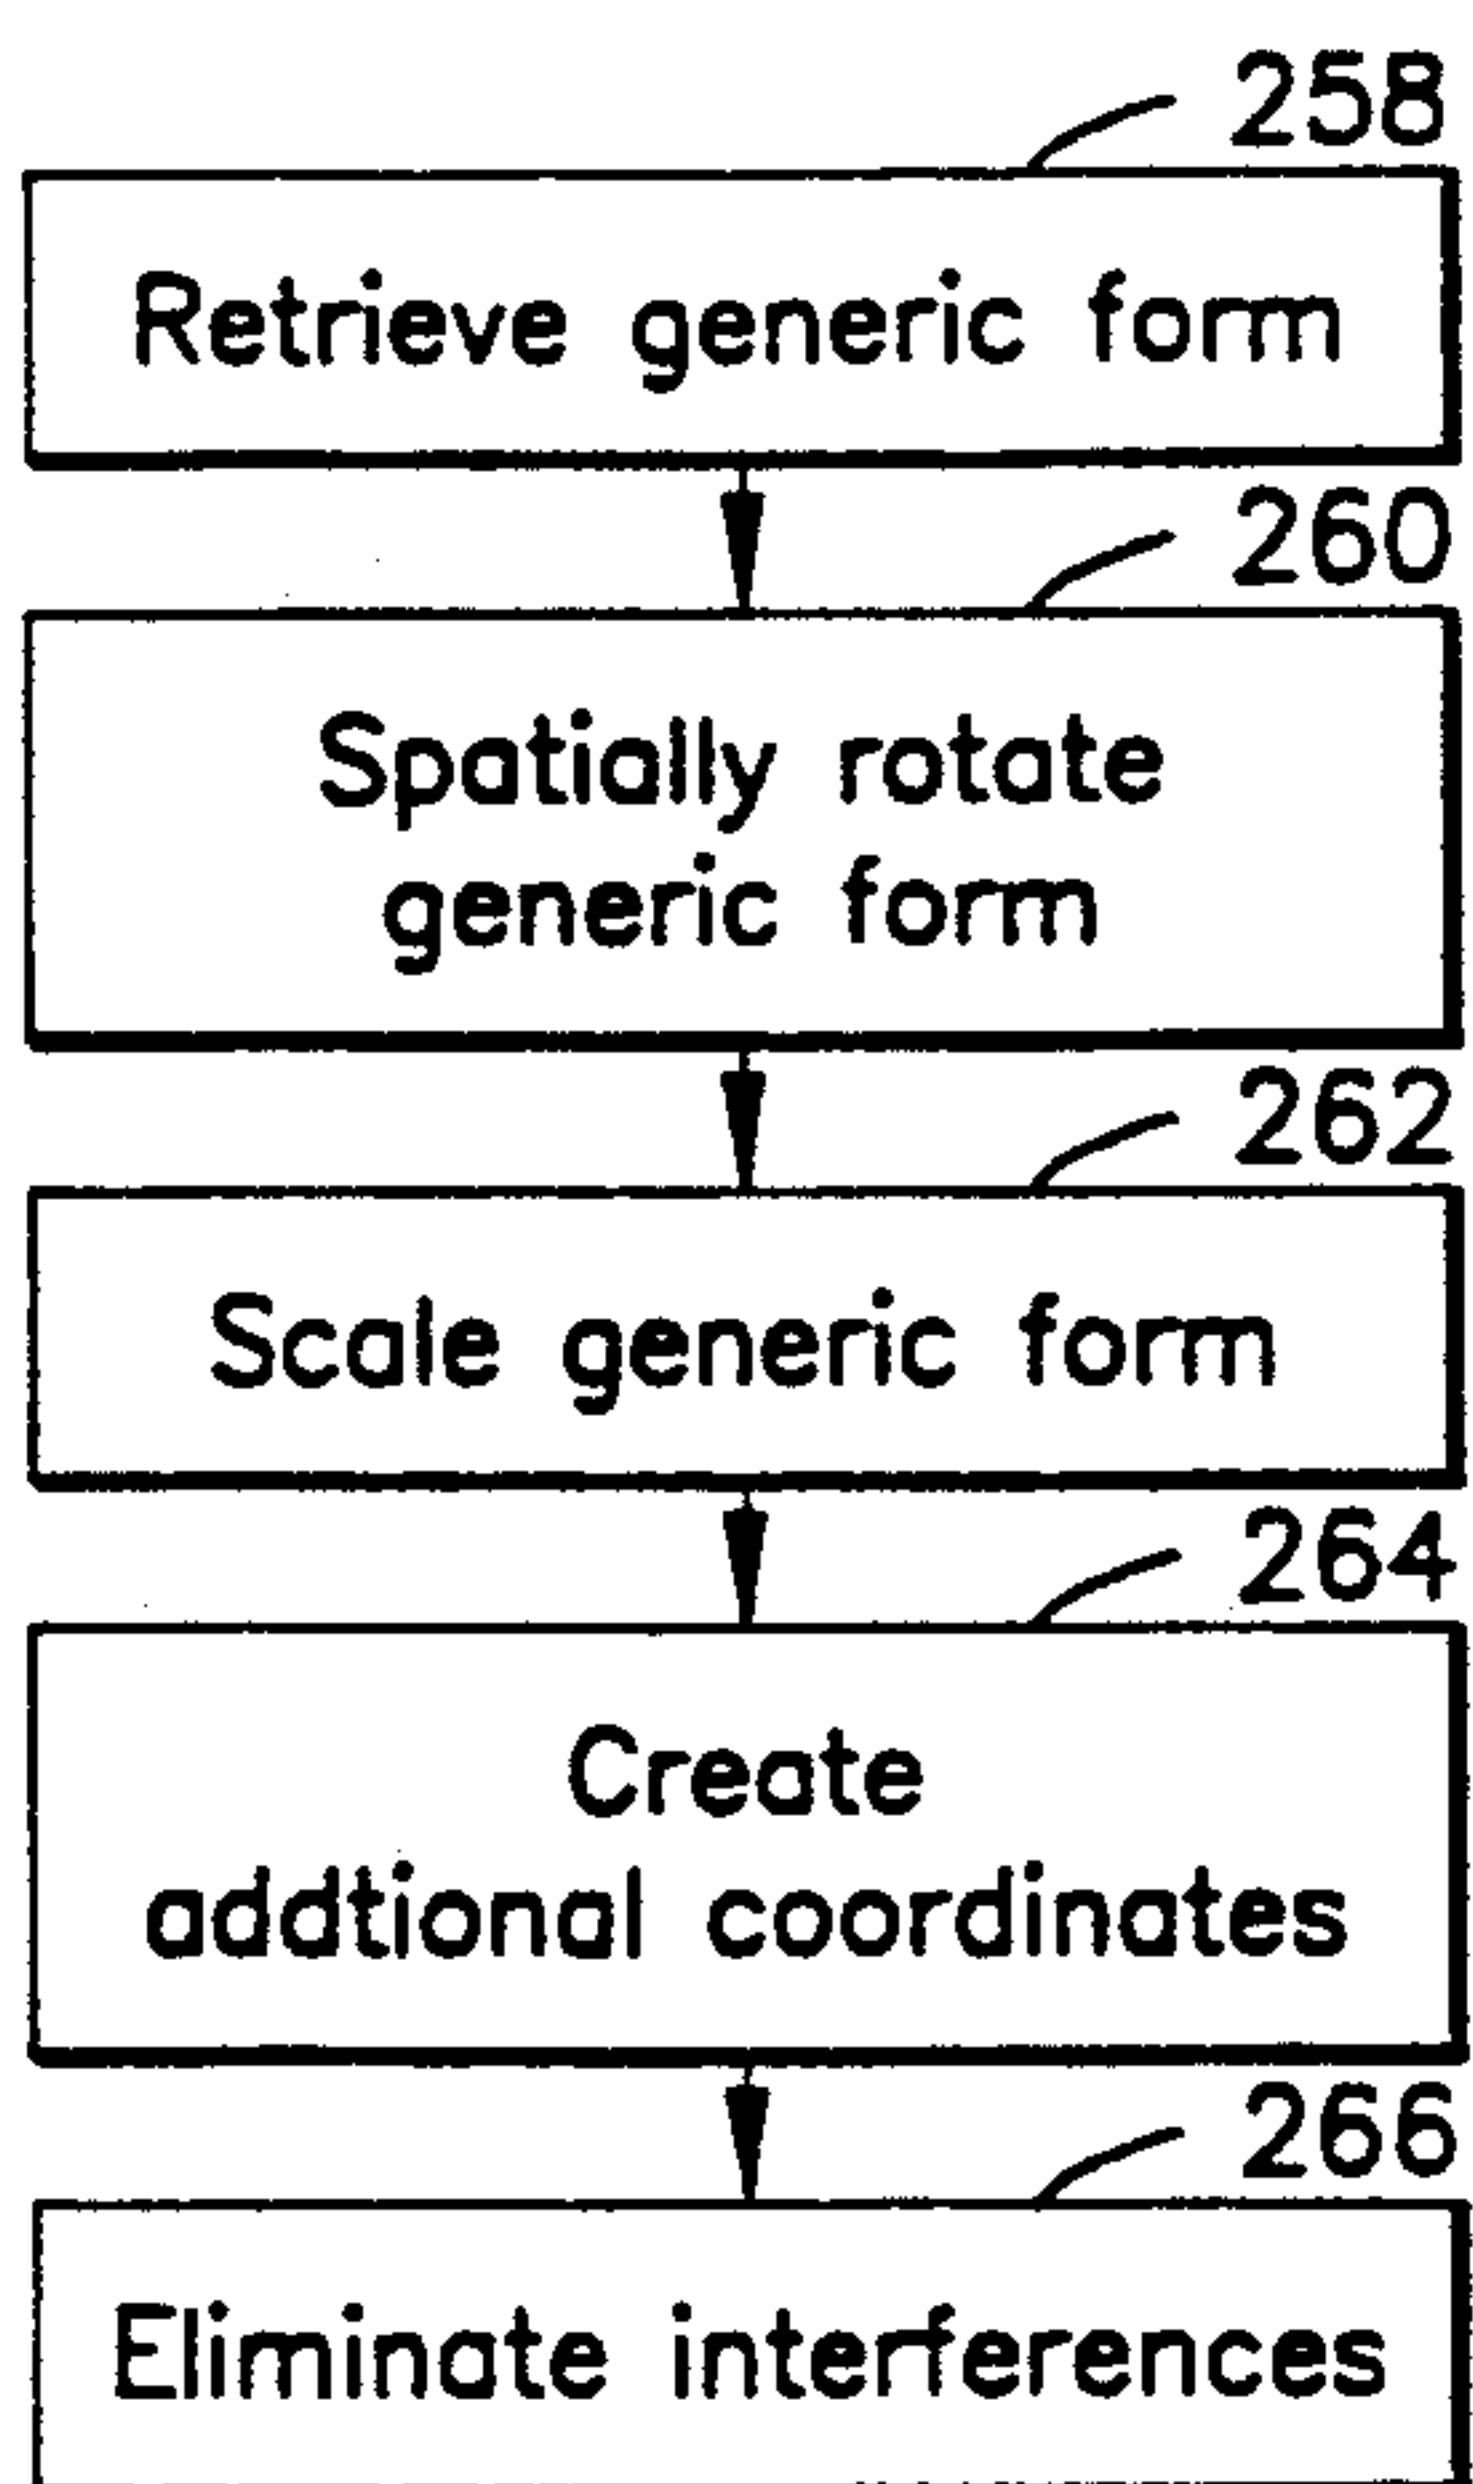 258
Retrieve generic form
260
Spatially rotate
generic form
262
Scale generic form
264
Create
addtional coordinates
266
Eliminate interferences